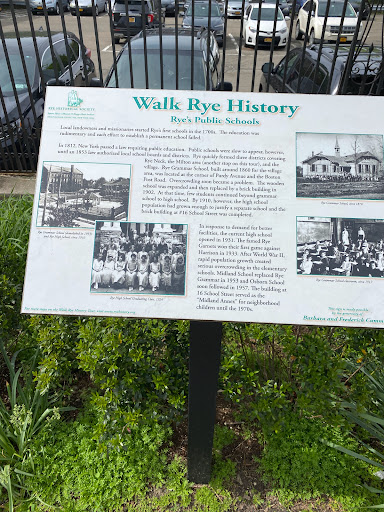 RYE HISTORICAL SOCIETY
Walk Rye History
Rye's Public Schools
Local landowners and missionaries started Rye's first schools in the 1700s. The education was
rudimentary and each effort to establish a permanent school failed.
In 1812, New York passed a law requiring public education. Public schools were slow to appear, however,
until an 1853 law authorized local school boards and districts. Rye quickly formed three districts covering
Rye Neck, the Milton area (another stop on this tour), and the
village. Rye Grammar School, built around 1860 for the village
area, was located at the corner of Purdy Avenue and the Boston
Post Road. Overcrowding soon became a problem. The wooden
school was expanded and then replaced by a brick building in
1902. At that time, few students continued beyond grammar
school to high school. By 1910, however, the high school
population had grown enough to justify a separate school and the
brick building at 216 School Street was completed.
In response to demand for better
facilities, the current high school
opened in 1931. The famed Rye
Garnets won their first game against
Harrison in 1933. After World War II,
rapid population growth created
serious overcrowding in the elementary
schools. Midland School replaced Rye
Grammar in 1953 and Osborn School
soon followed in 1957. The building at
16 School Street served as the
"Midland Annex" for neighborhood
children until the 1970s.
Barbara and Frederick